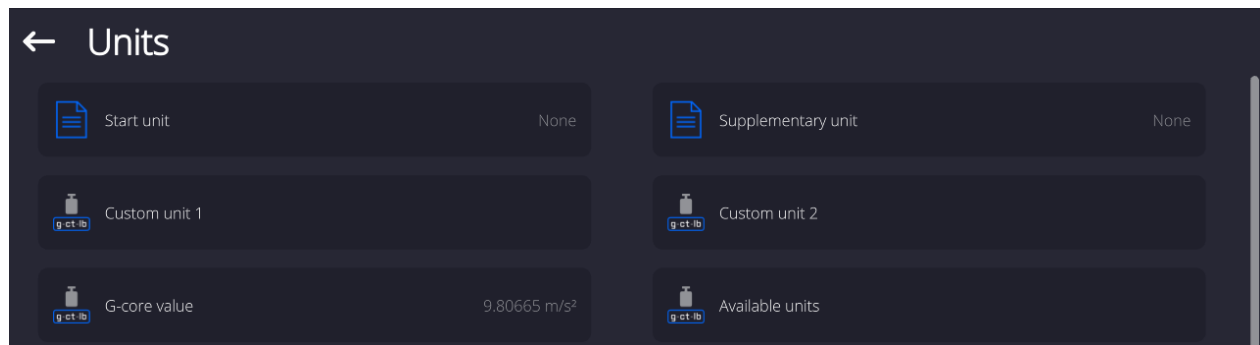 Units
Start unit None
Supplementary unit None
g·ct·lb Custom unit 1
g·ct·lb Custom unit 2
g·ct·lb G-core value 9.80665 m/s²
g·ct·lb Available units